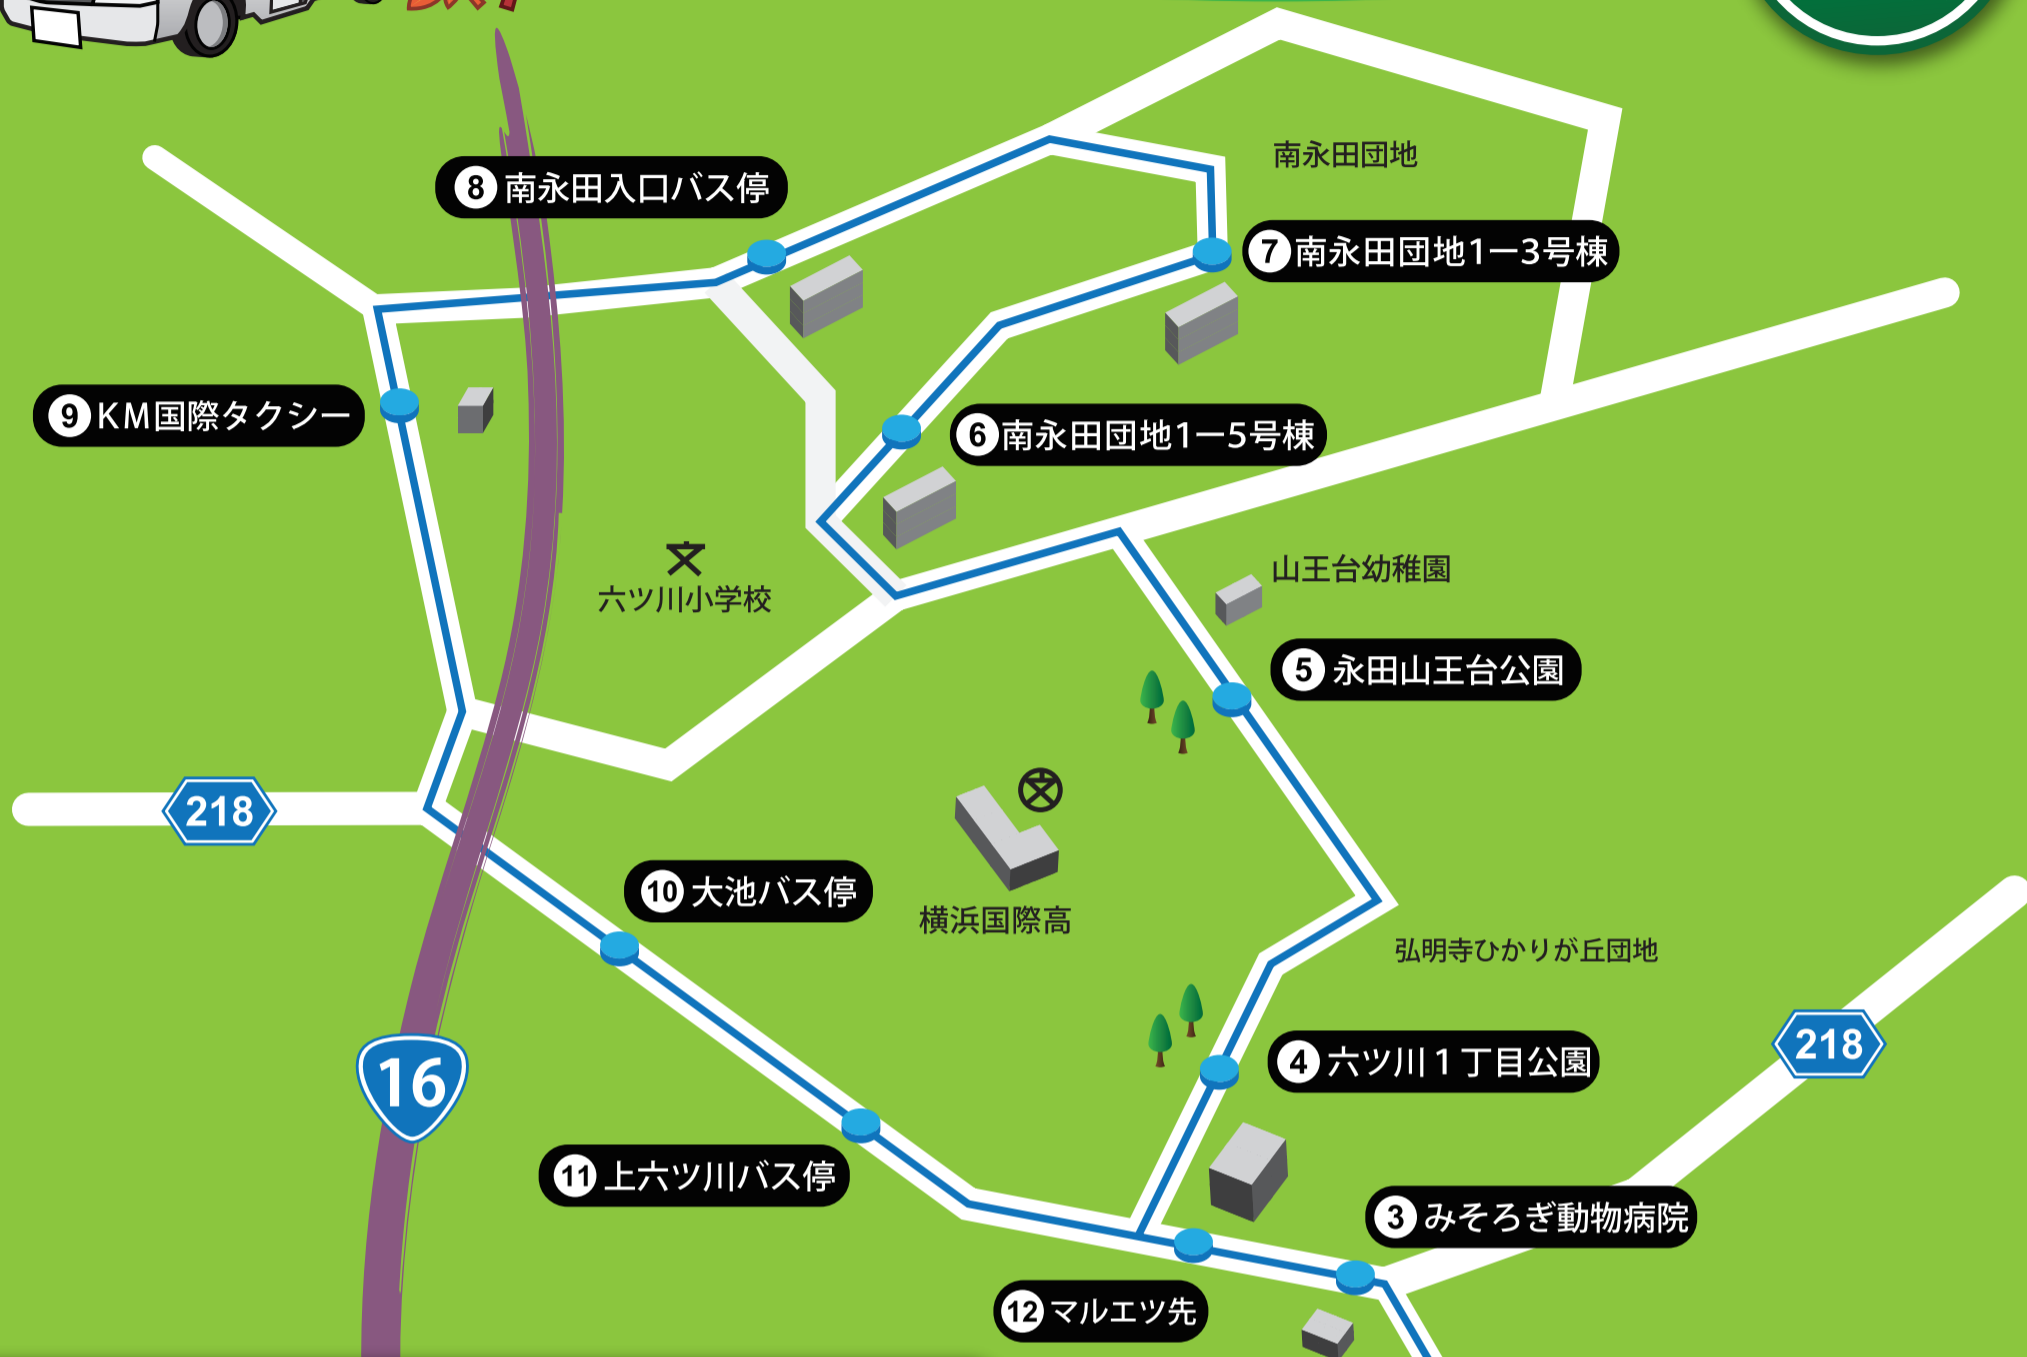 南永田団地
8 南永田入口バス停
7 南永田団地1ー3号棟
9 KM国際タクシー
6 南永田団地1ー5号棟
文
六ツ川小学校
山王台幼稚園
5 永田山王台公園
218
文
10 大池バス停
横浜国際高
弘明寺ひかりが丘団地
218
16
4 六ツ川1丁目公園
11 上六ツ川バス停
3 みそろぎ動物病院
12 マルエツ先